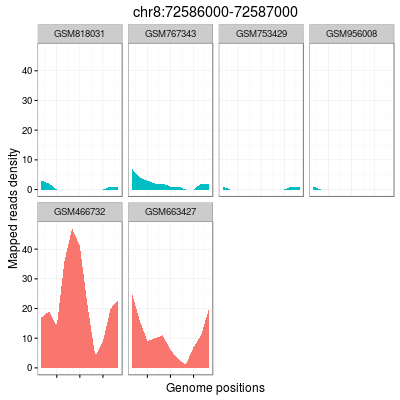 chr8:72586000-72587000
GSM818031 GSM767343 GSM753429 GSM956008
40
30
20
10
0
GSM466732 GSM663427
40
30
20
10
0
Mapped reads density
Genome positions